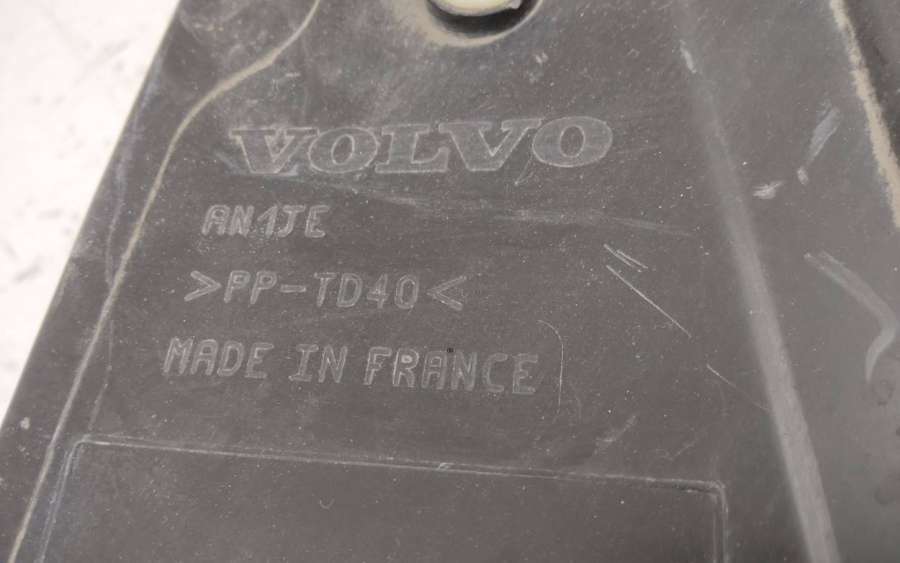 VOLVO
AN1JE
>PP-TD40<
MADE IN FRANCE